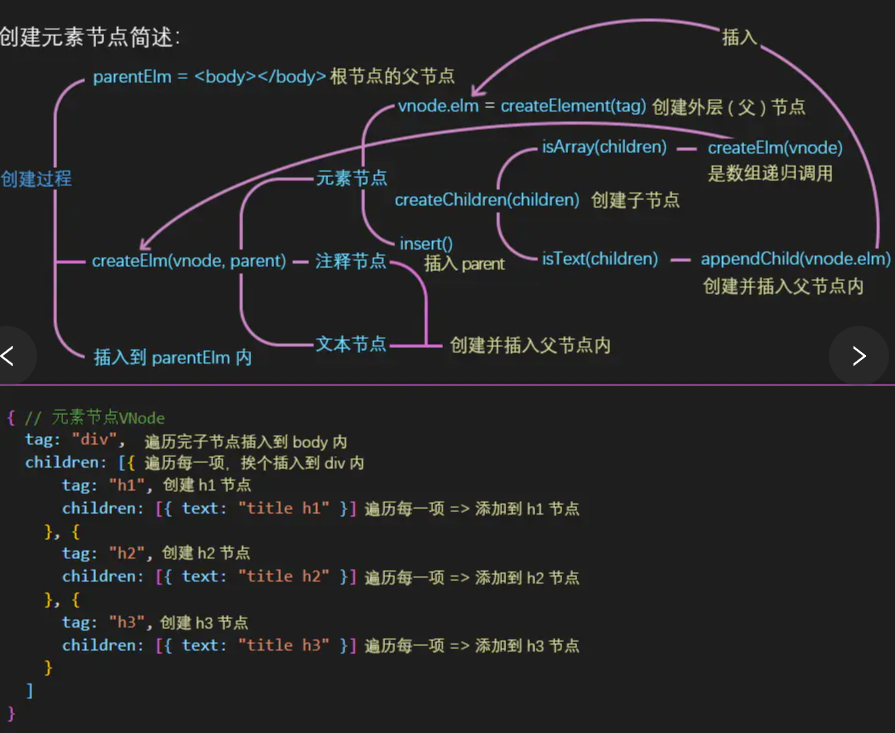 创建元素节点简述：
插入
parentElm = <body></body> 根节点的父节点
vnode.elm = createElement(tag) 创建外层 ( 父 ) 节点
isArray(children)
createElm(vnode)
是数组递归调用
创建过程
元素节点
createChildren(children) 创建子节点
insert()
插入 parent
createElm(vnode, parent)
注释节点
isText(children)
appendChild(vnode.elm)
创建并插入父节点内
文本节点
创建并插入父节点内
插入到 parentElm 内
{ // 元素节点VNode
tag: "div", 遍历完子节点插入到 body 内
children: [{ 遍历每一项，挨个插入到 div 内
tag: "h1", 创建 h1 节点
children: [{ text: "title h1" }] 遍历每一项 => 添加到 h1 节点
}, {
tag: "h2", 创建 h2 节点
children: [{ text: "title h2" }] 遍历每一项 => 添加到 h2 节点
}, {
tag: "h3", 创建 h3 节点
children: [{ text: "title h3" }] 遍历每一项 => 添加到 h3 节点
}
]
}